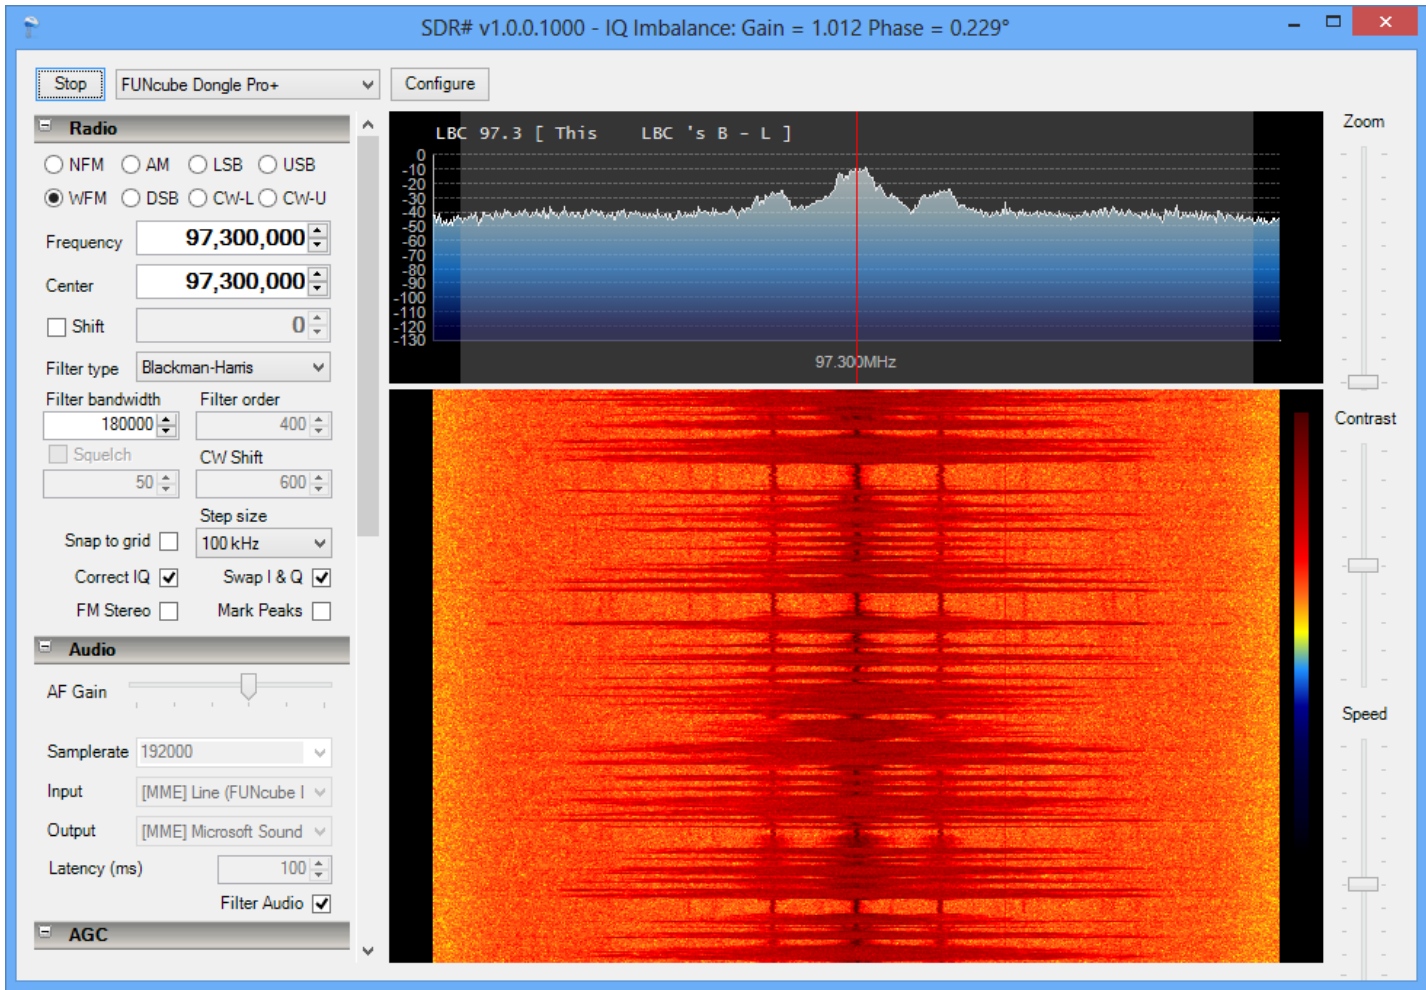 SDR# v1.0.0.1000 - IQ Imbalance: Gain = 1.012 Phase = 0.229°
Stop
FUNcube Dongle Pro+
Configure
Radio
NFM AM LSB USB
WFM DSB CW-L CW-U
Frequency 97,300,000
Center 97,300,000
Shift 0
Filter type Blackman-Harris
Filter bandwidth Filter order
180000 400
Squelch CW Shift
50 600
Step size
Snap to grid 100 kHz
Correct IQ Swap I & Q
FM Stereo Mark Peaks
Audio
AF Gain
Samplerate 192000
Input [MME] Line (FUNcube I
Output [MME] Microsoft Sound
Latency (ms) 100
Filter Audio
AGC
LBC 97.3 [ This LBC 's B - L ]
0
-10
-20
-30
-40
-50
-60
-70
-80
-90
-100
-110
-120
-130
97.300MHz
Zoom
Contrast
Speed